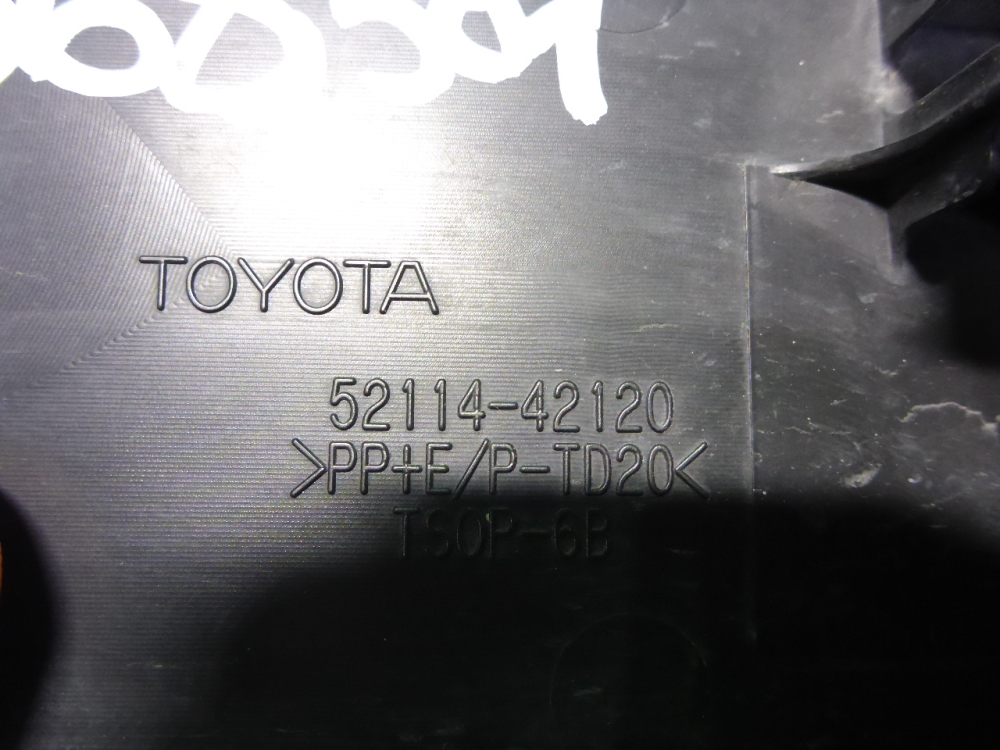 TOYOTA
52114-42120
>PP+E/P-TD20<
TSOP-6B